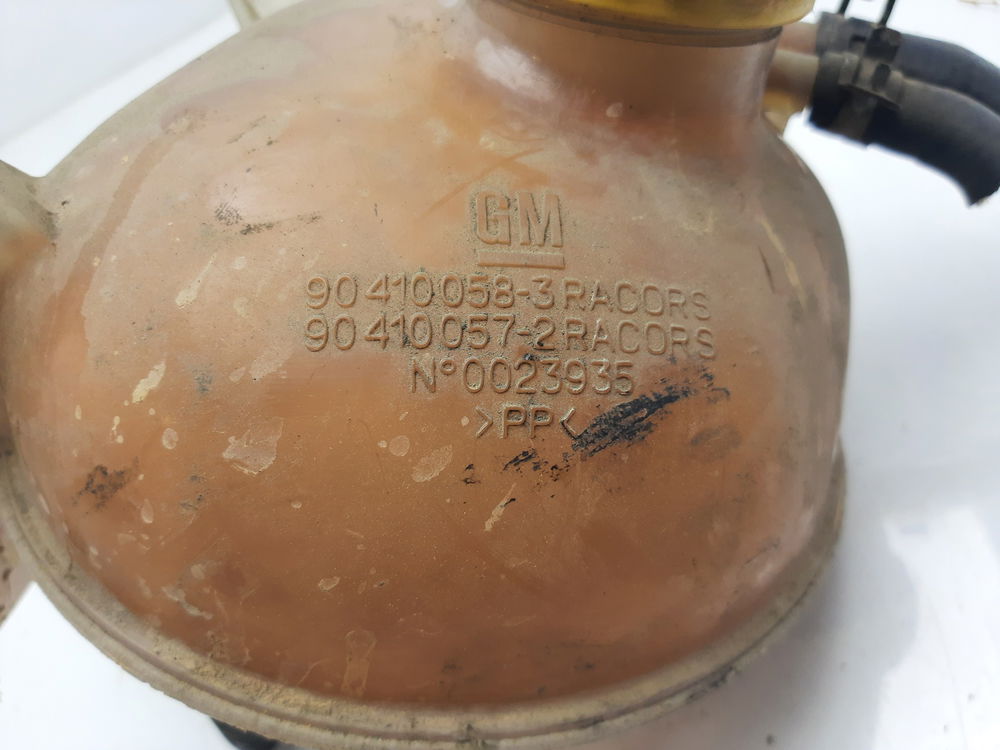 GM
90 410 058-3 RACORS
90 410 057-2 RACORS
N° 0023935
>PP<